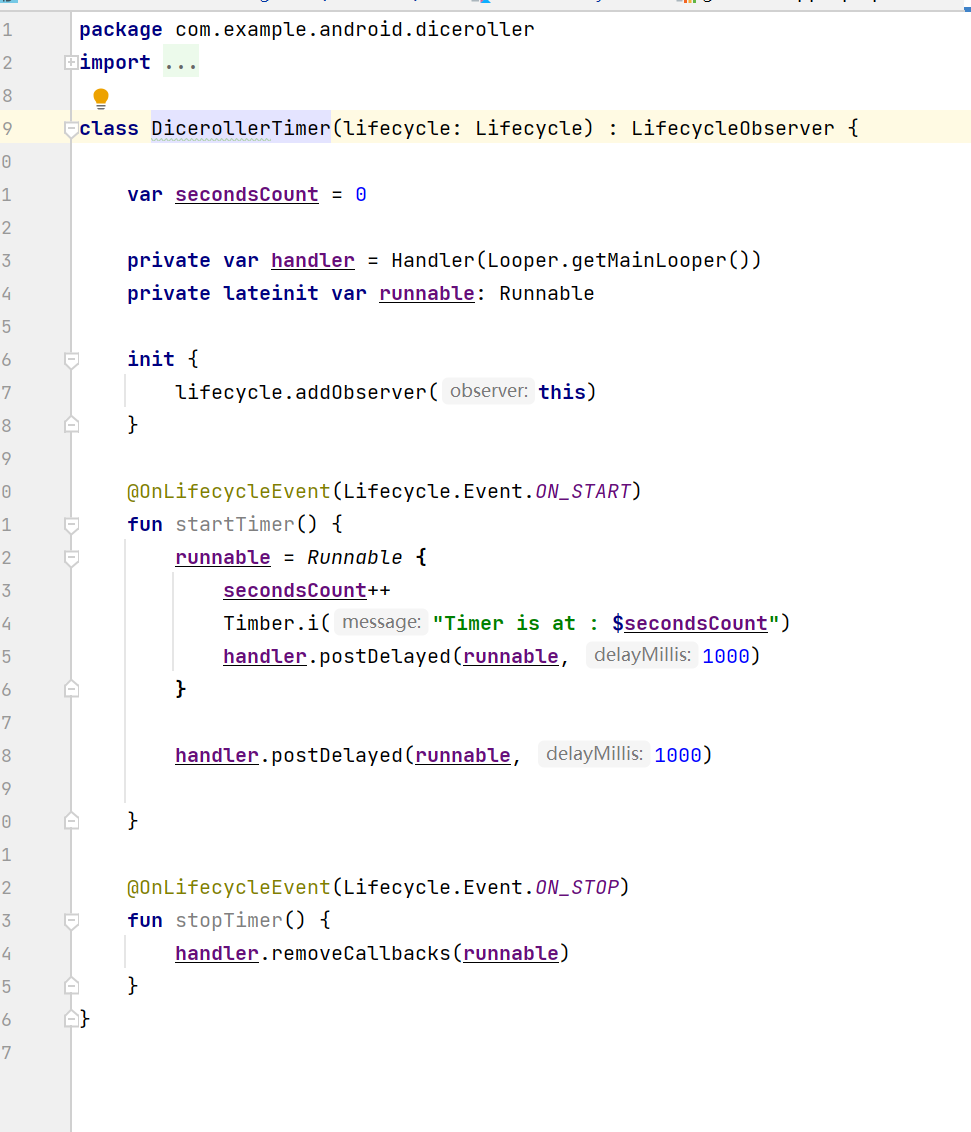 1 package com.example.android.diceroller
2 import ...
8
9 class DicerollerTimer(lifecycle: Lifecycle) : LifecycleObserver {
0
1 var secondsCount = 0
2
3 private var handler = Handler(Looper.getMainLooper())
4 private lateinit var runnable: Runnable
5
6 init {
7 lifecycle.addObserver( observer: this)
8 }
9
0 @OnLifecycleEvent(Lifecycle.Event.ON_START)
1 fun startTimer() {
2 runnable = Runnable {
3 secondsCount++
4 Timber.i( message: "Timer is at : $secondsCount")
5 handler.postDelayed(runnable, delayMillis: 1000)
6 }
7
8 handler.postDelayed(runnable, delayMillis: 1000)
9
0 }
1
2 @OnLifecycleEvent(Lifecycle.Event.ON_STOP)
3 fun stopTimer() {
4 handler.removeCallbacks(runnable)
5 }
6 }
7